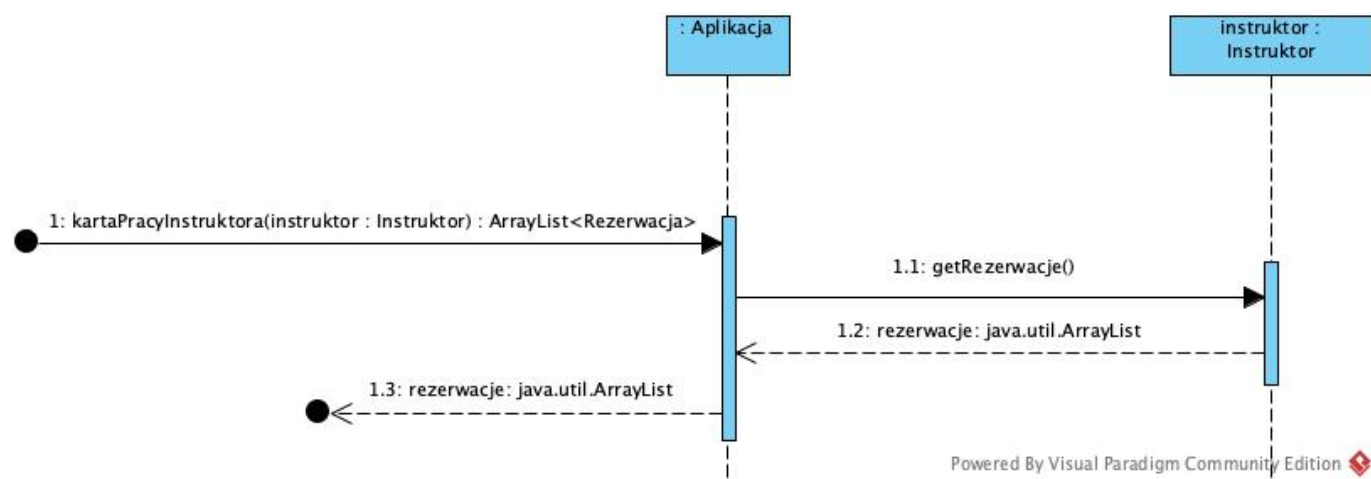 : Aplikacja
instruktor :
Instruktor
1: kartaPracyInstruktora(instruktor : Instruktor) : ArrayList<Rezerwacja>
1.1: getRezerwacje()
1.2: rezerwacje: java.util.ArrayList
1.3: rezerwacje: java.util.ArrayList
Powered By Visual Paradigm Community Edition